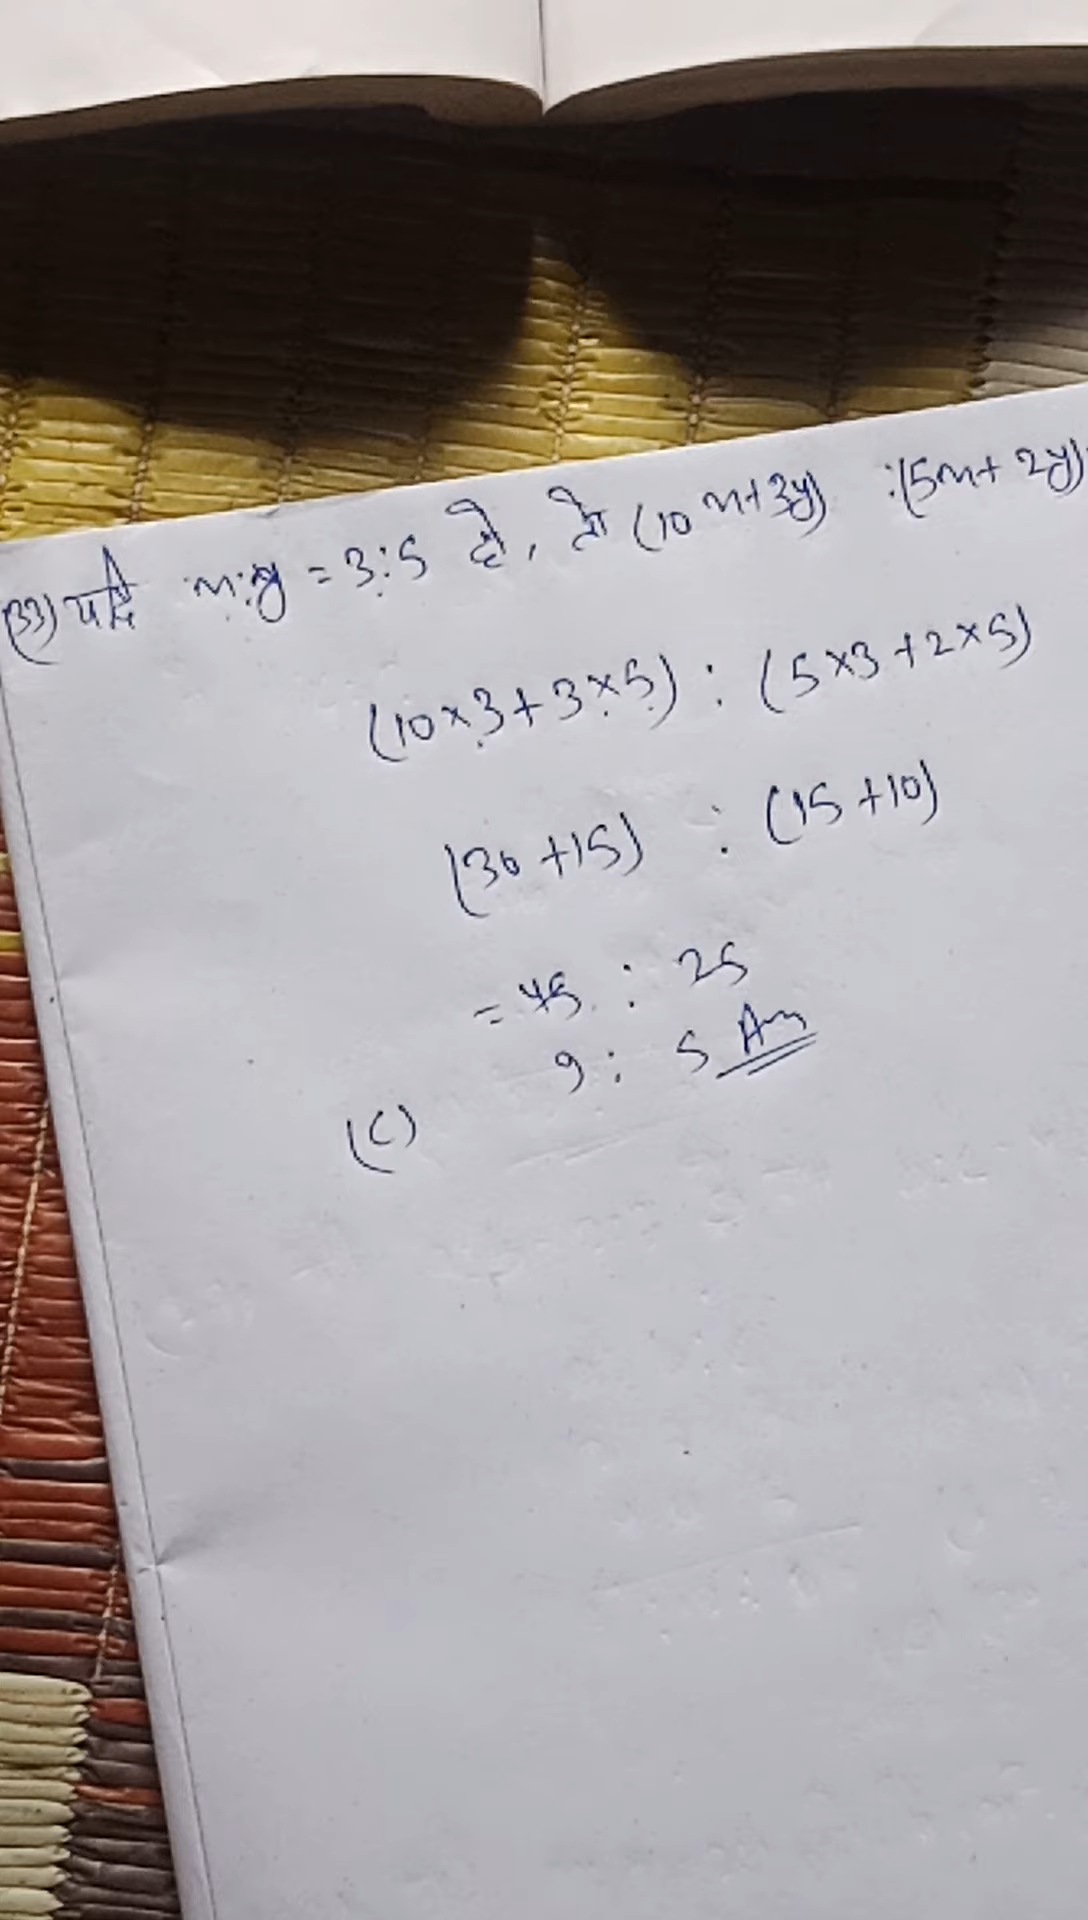 (33) यदि x:y = 3:5 हो, तो (10x+3y) :(5x+2y)
(10×3+3×5) : (5×3+2×5)
(30+15) : (15+10)
= 45 : 25
9 : 5 Ans
(C)